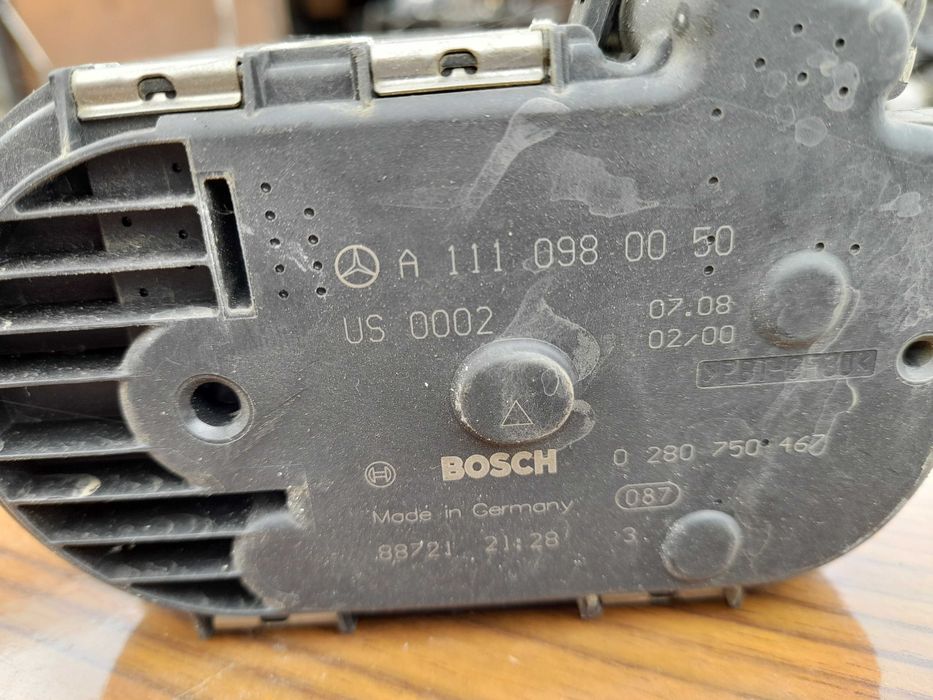 A 111 098 00 50
US 0002
07.08
02/00
BOSCH
0 280 750 467
087
Made in Germany
88721 21:28
3